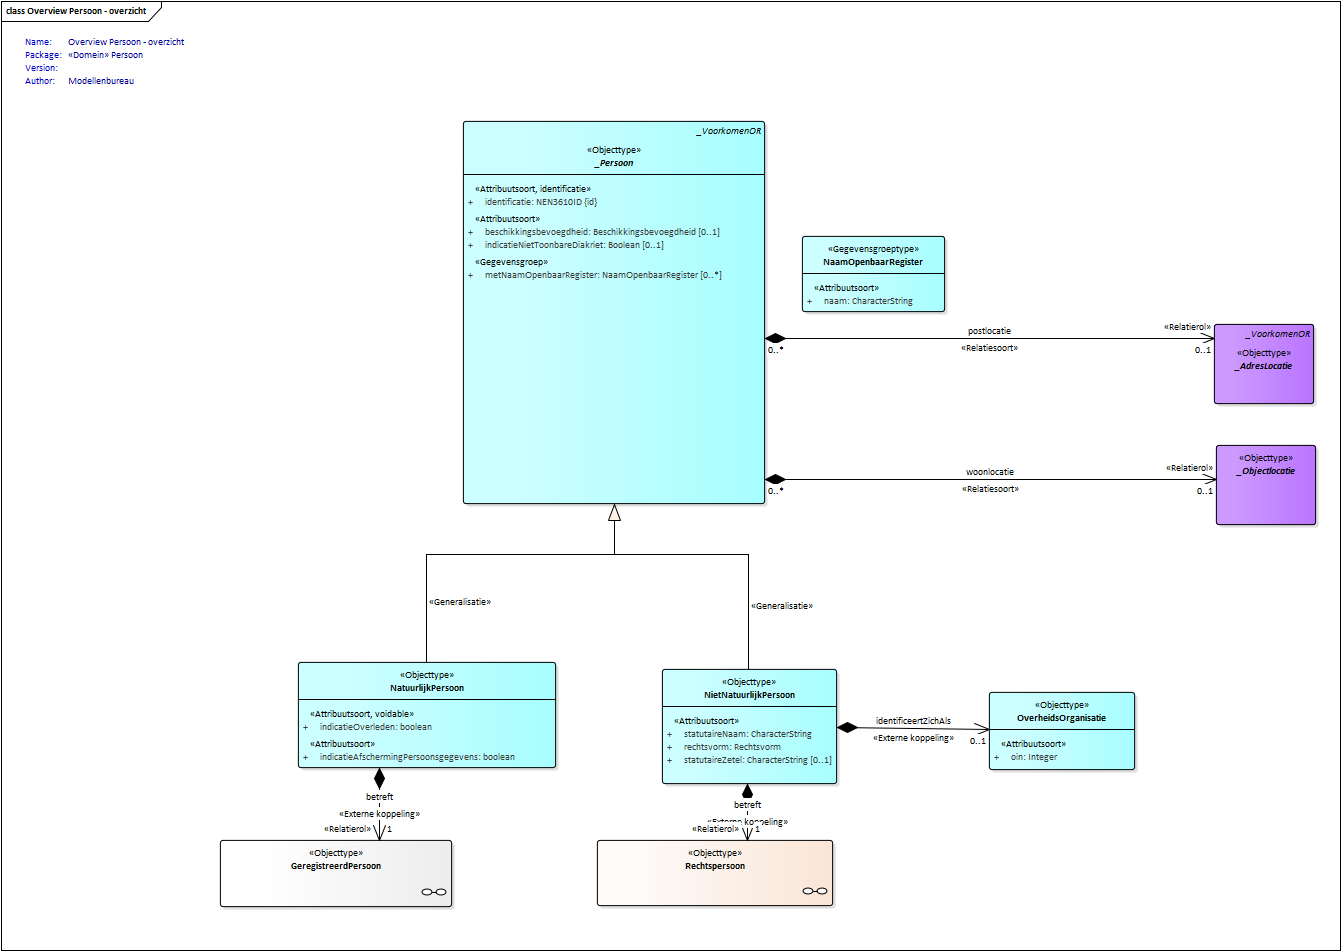 class Overview Persoon - overzicht
Name: Overview Persoon - overzicht
Package: «Domein» Persoon
Version:
Author: Modellenbureau
_VoorkomenOR
«Objecttype»
_Persoon
«Attribuutsoort, identificatie»
+ identificatie: NEN3610ID {id}
«Attribuutsoort»
+ beschikkingsbevoegdheid: Beschikkingsbevoegdheid [0..1]
+ indicatieNietToonbareDiakriet: Boolean [0..1]
«Gegevensgroep»
+ metNaamOpenbaarRegister: NaamOpenbaarRegister [0..*]
«Gegevensgroeptype»
NaamOpenbaarRegister
«Attribuutsoort»
+ naam: CharacterString
postlocatie
«Relatierol»
0..*
«Relatiesoort»
0..1
_VoorkomenOR
«Objecttype»
_AdresLocatie
woonlocatie
«Relatierol»
0..*
«Relatiesoort»
0..1
«Objecttype»
_Objectlocatie
«Generalisatie»
«Generalisatie»
«Objecttype»
NatuurlijkPersoon
«Attribuutsoort, voidable»
+ indicatieOverleden: boolean
«Attribuutsoort»
+ indicatieAfschermingPersoonsgegevens: boolean
«Objecttype»
NietNatuurlijkPersoon
«Attribuutsoort»
+ statutaireNaam: CharacterString
+ rechtsvorm: Rechtsvorm
+ statutaireZetel: CharacterString [0..1]
identificeertZichAls
«Externe koppeling»
0..1
«Objecttype»
OverheidsOrganisatie
«Attribuutsoort»
+ oin: Integer
betreft
«Externe koppeling»
«Relatierol» 1
«Objecttype»
GeregistreerdPersoon
betreft
«Externe koppeling»
«Relatierol» 1
«Objecttype»
Rechtspersoon